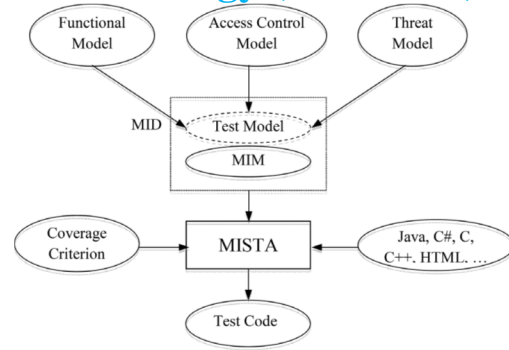 Functional
Model
Access Control
Model
Threat
Model
MID
Test Model
MIM
Coverage
Criterion
MISTA
Java, C#, C,
C++. HTML. …
Test Code